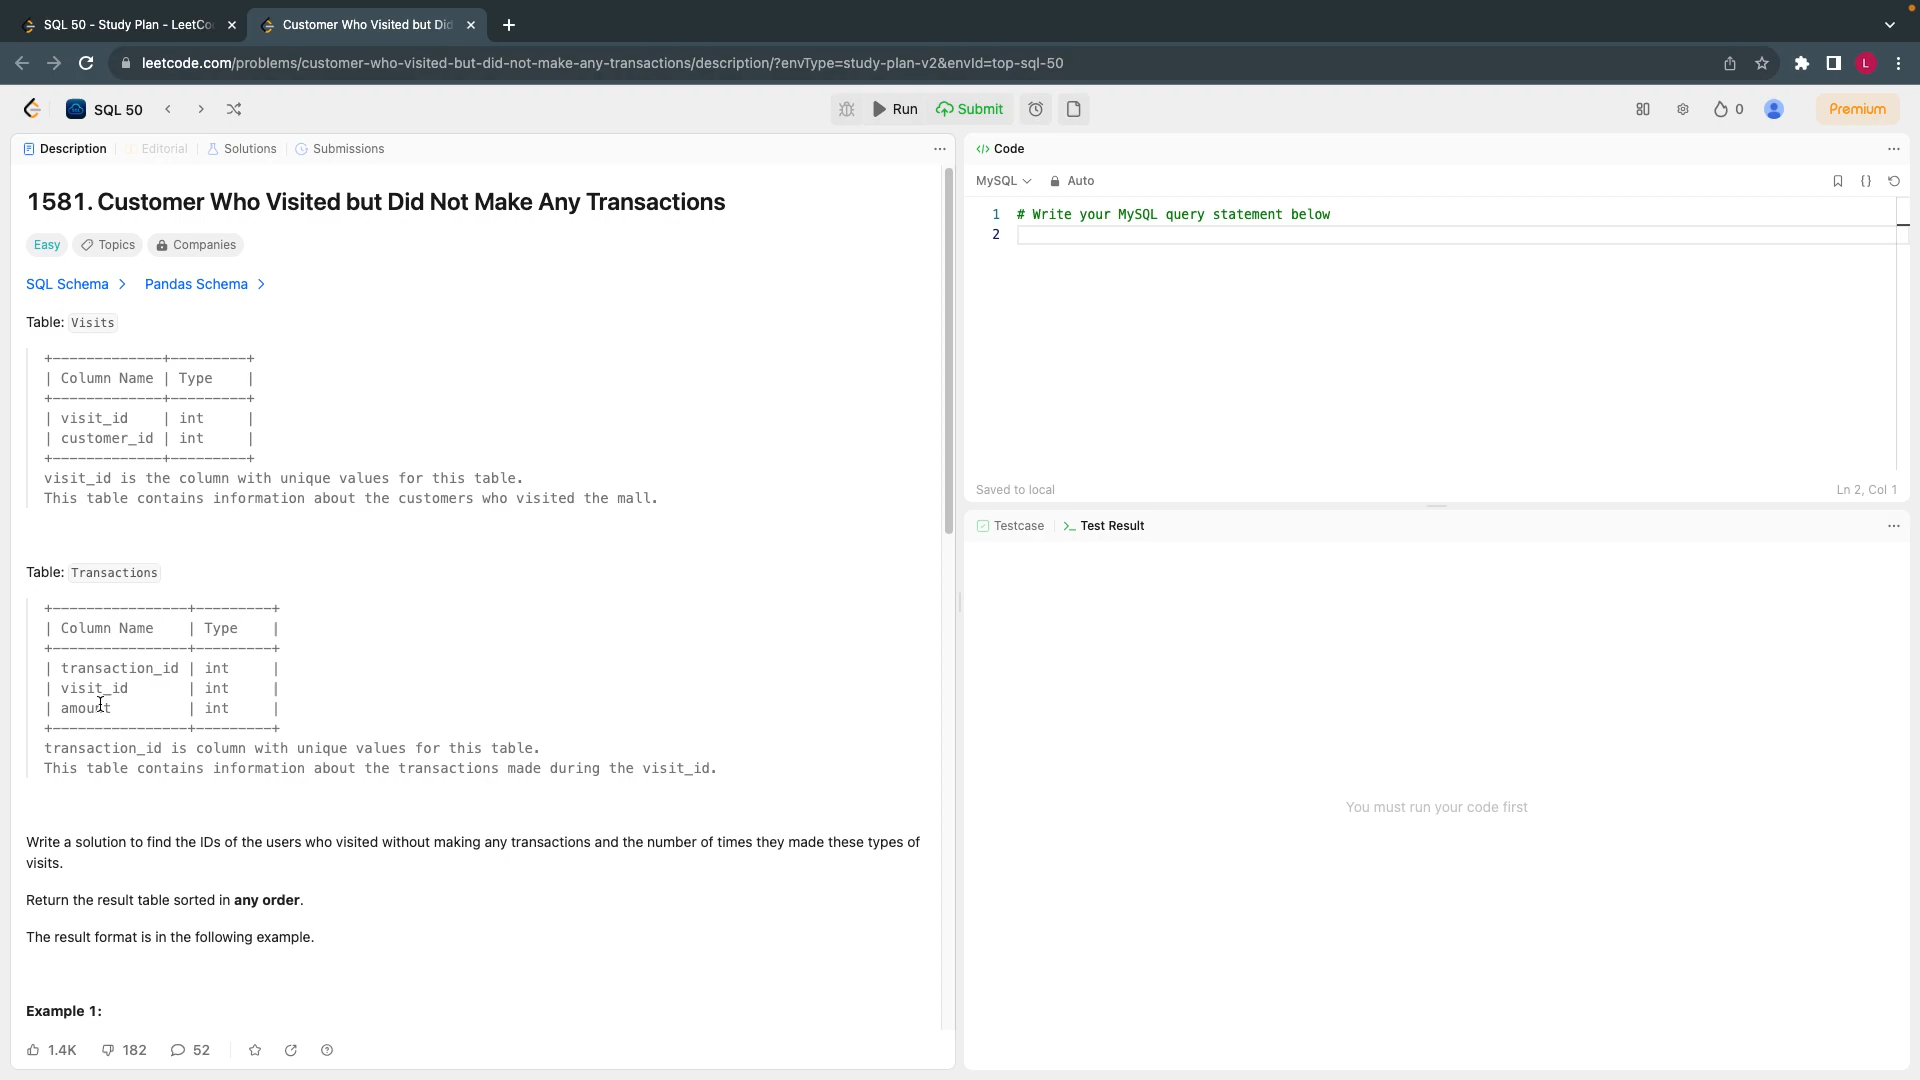 SQL 50 - Study Plan - LeetCo
Customer Who Visited but Did
leetcode.com/problems/customer-who-visited-but-did-not-make-any-transactions/description/?envType=study-plan-v2&envId=top-sql-50
L
SQL 50
Run
Submit
0
Premium
Description
Editorial
Solutions
Submissions
1581. Customer Who Visited but Did Not Make Any Transactions
Easy
Topics
Companies
SQL Schema
Pandas Schema
Table: Visits
+-------------+---------+
| Column Name | Type    |
+-------------+---------+
| visit_id    | int     |
| customer_id | int     |
+-------------+---------+
visit_id is the column with unique values for this table.
This table contains information about the customers who visited the mall.
Table: Transactions
+----------------+---------+
| Column Name    | Type    |
+----------------+---------+
| transaction_id | int     |
| visit_id       | int     |
| amount         | int     |
+----------------+---------+
transaction_id is column with unique values for this table.
This table contains information about the transactions made during the visit_id.
Write a solution to find the IDs of the users who visited without making any transactions and the number of times they made these types of
visits.
Return the result table sorted in any order.
The result format is in the following example.
Example 1:
1.4K
182
52
</> Code
MySQL
Auto
{}
1 # Write your MySQL query statement below
2
Saved to local
Ln 2, Col 1
Testcase
>_ Test Result
You must run your code first